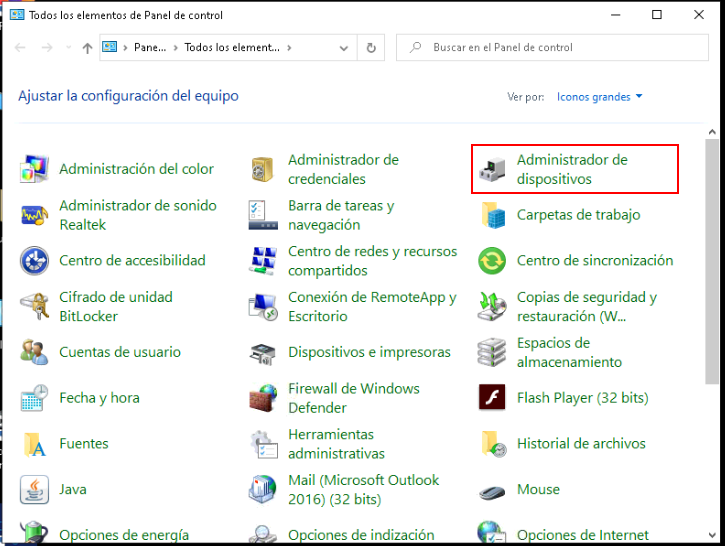 Todos los elementos de Panel de control
Pane... > Todos los element... >
Buscar en el Panel de control
Ajustar la configuración del equipo
Ver por: Iconos grandes
Administración del color
Administrador de
credenciales
Administrador de
dispositivos
Administrador de sonido
Realtek
Barra de tareas y
navegación
Carpetas de trabajo
Centro de accesibilidad
Centro de redes y recursos
compartidos
Centro de sincronización
Cifrado de unidad
BitLocker
Conexión de RemoteApp y
Escritorio
Copias de seguridad y
restauración (W...
Cuentas de usuario
Dispositivos e impresoras
Espacios de
almacenamiento
Fecha y hora
Firewall de Windows
Defender
Flash Player (32 bits)
Fuentes
Herramientas
administrativas
Historial de archivos
Java
Mail (Microsoft Outlook
2016) (32 bits)
Mouse
Opciones de energía
Opciones de indización
Opciones de Internet